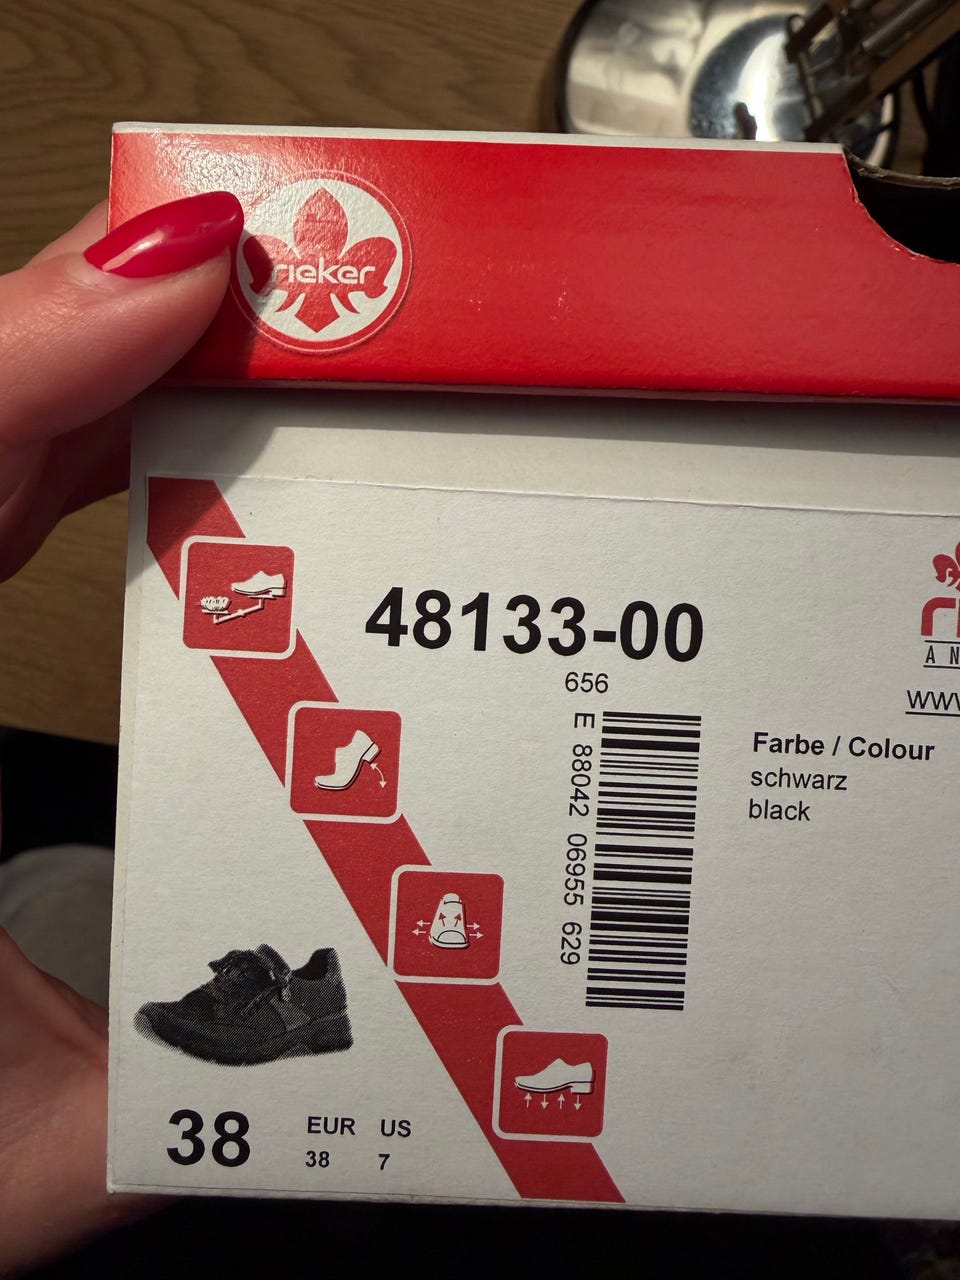 rieker
48133-00
656
E 88042 06955 629
Farbe / Colour
schwarz
black
38
EUR US
38 7